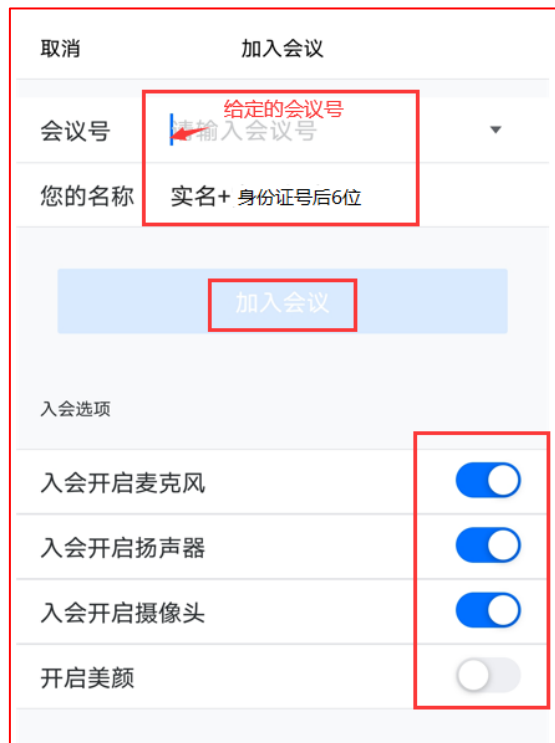 取消 加入会议
给定的会议号
会议号 请输入会议号
您的名称 实名+ 身份证号后6位
加入会议
入会选项
入会开启麦克风
入会开启扬声器
入会开启摄像头
开启美颜